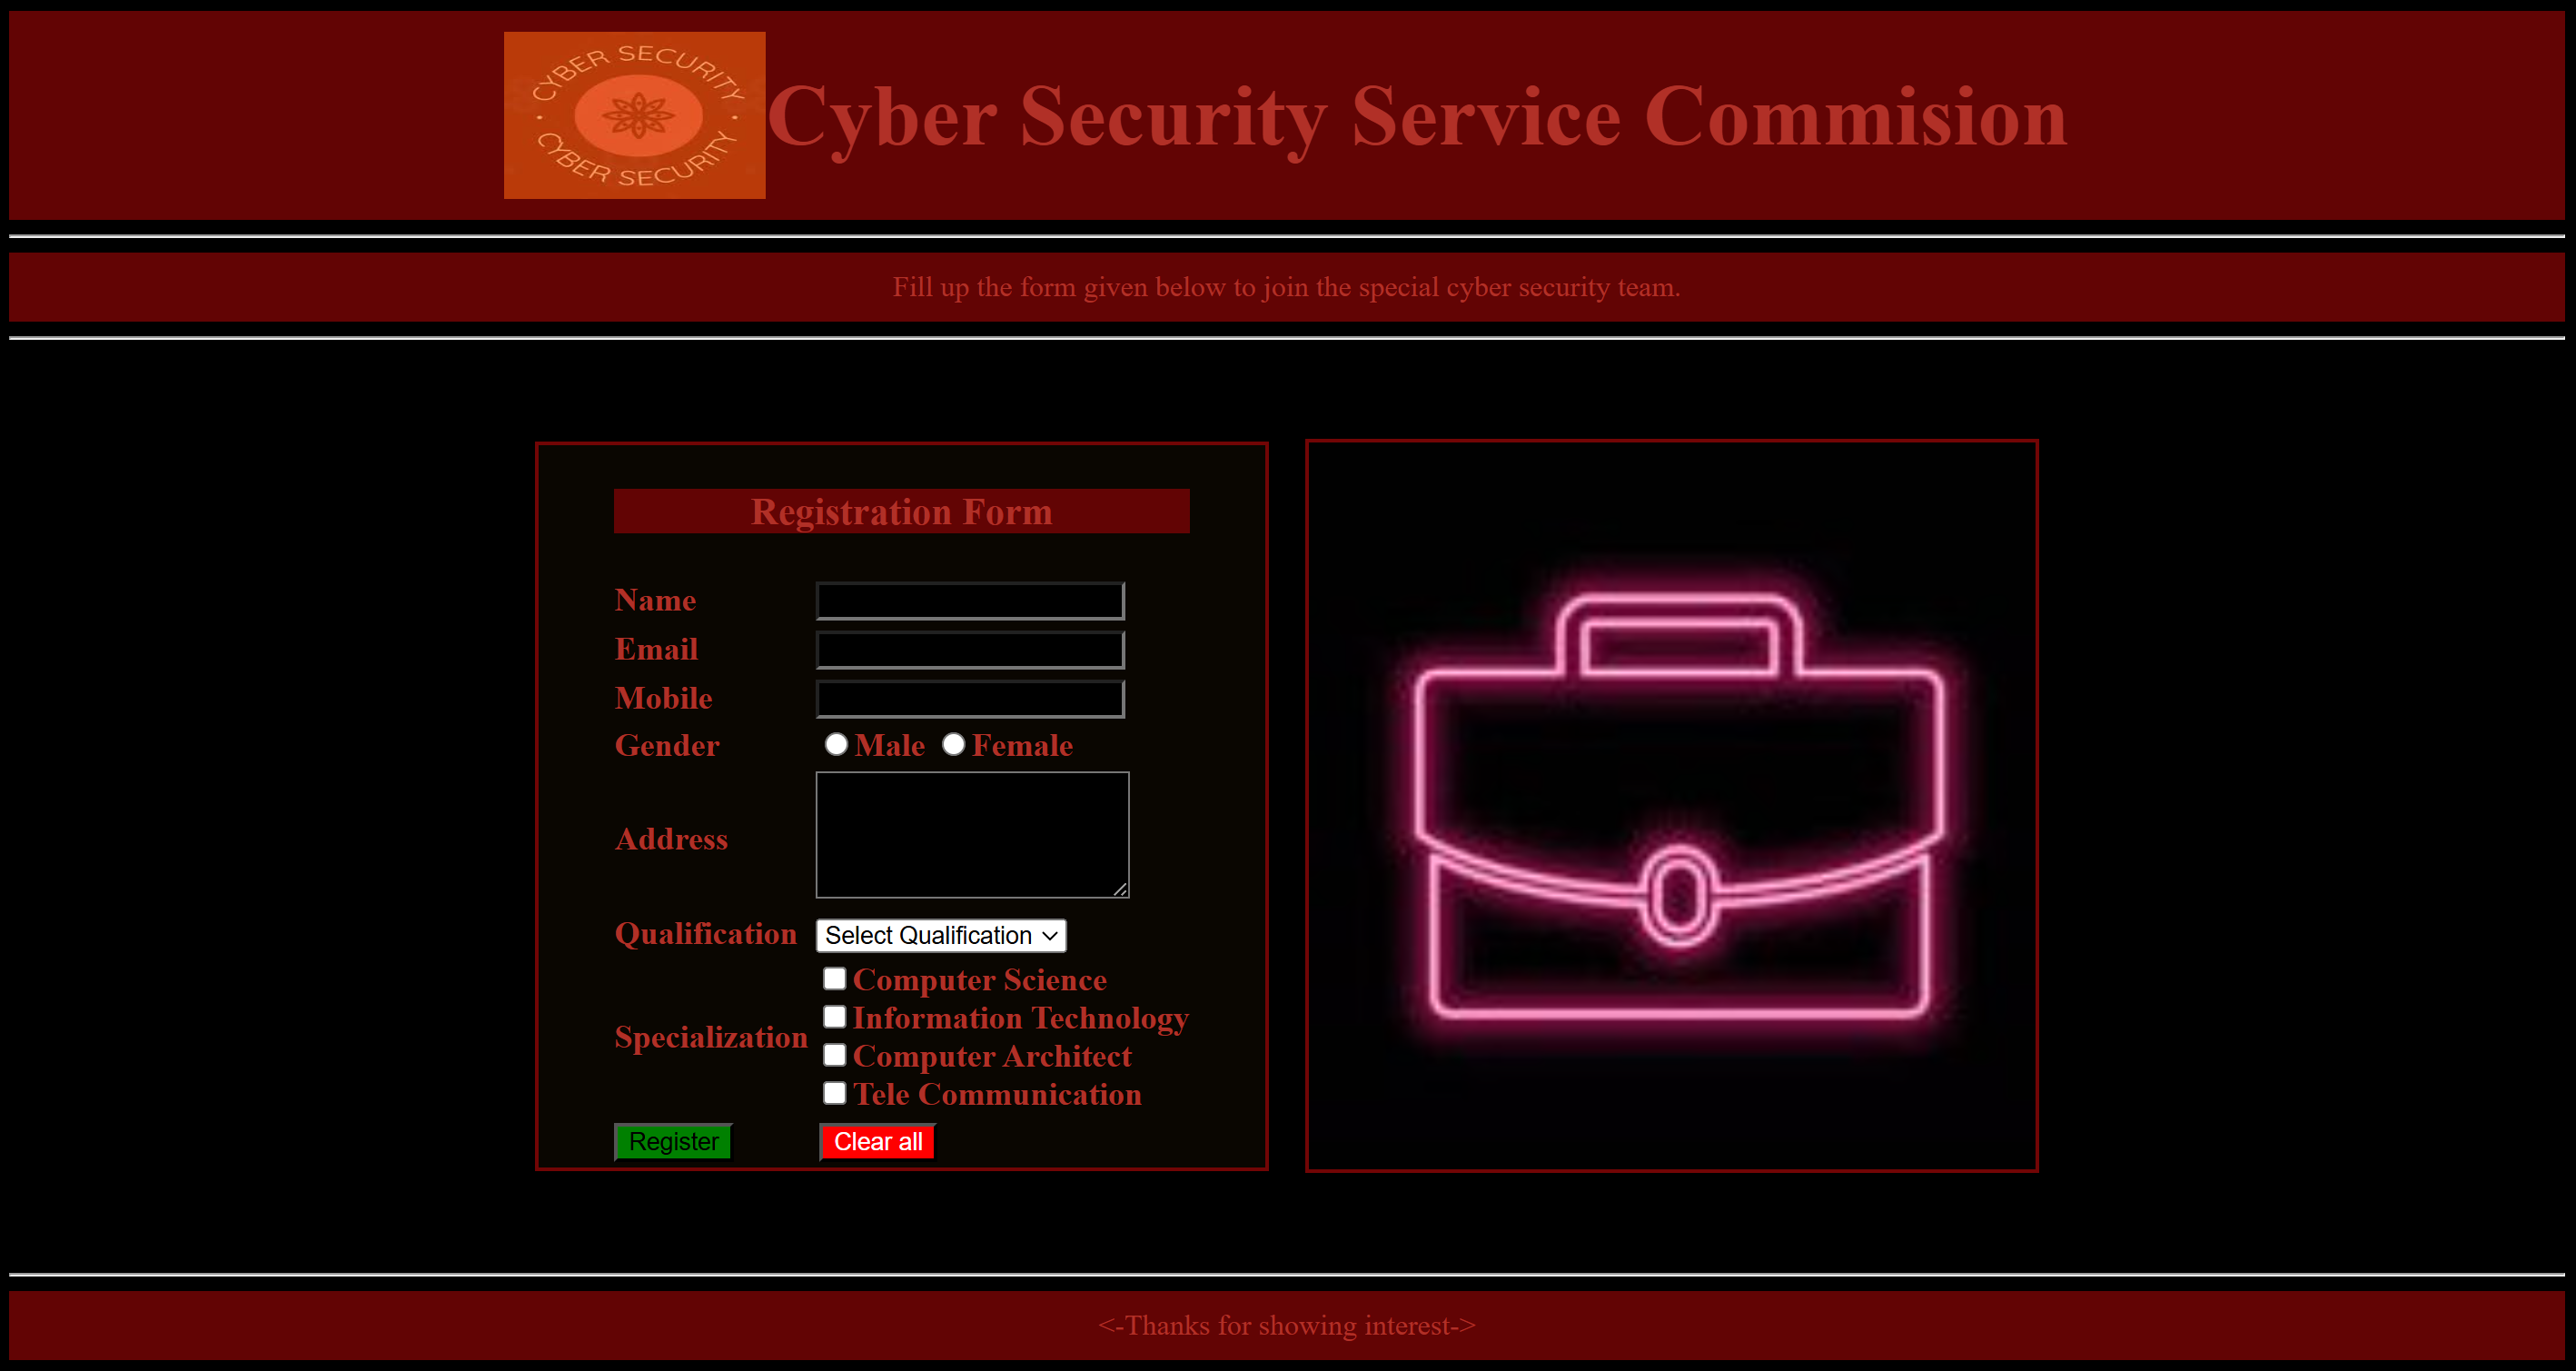 CYBER SECURITY
CYBER SECURITY
Cyber Security Service Commision
Fill up the form given below to join the special cyber security team.
Registration Form
Name
Email
Mobile
Gender Male Female
Address
Qualification Select Qualification
Specialization
Computer Science
Information Technology
Computer Architect
Tele Communication
Register Clear all
<-Thanks for showing interest->